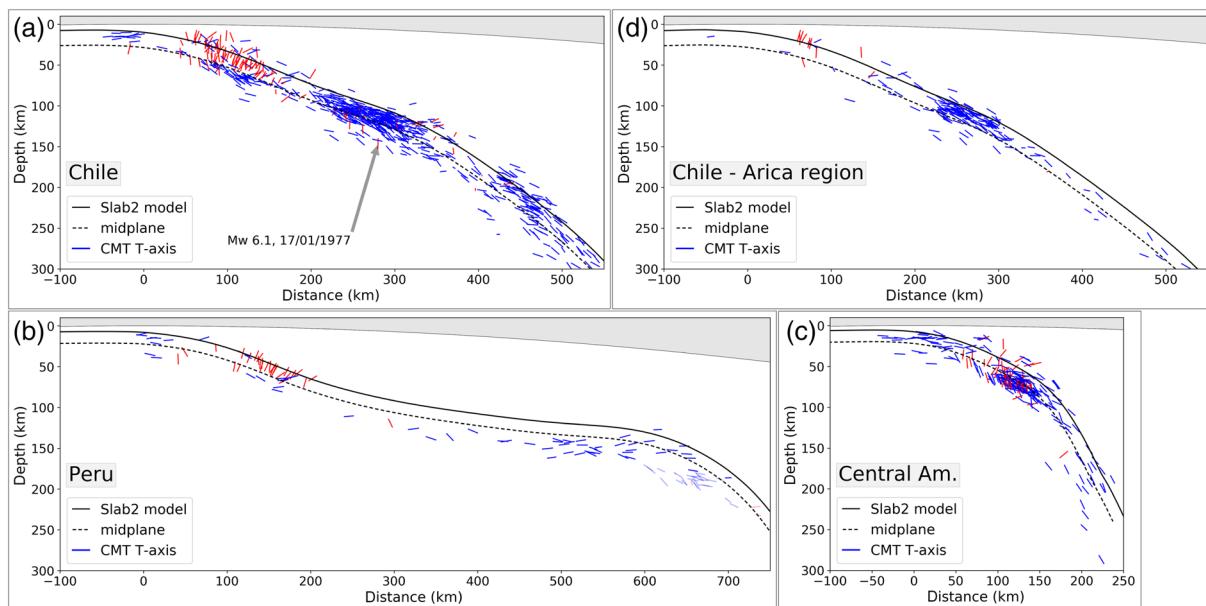 (a)
Depth (km)
0
50
100
150
200
250
300
Chile
Slab2 model
midplane
CMT T-axis
Mw 6.1, 17/01/1977
-100 0 100 200 300 400 500
Distance (km)
(d)
Depth (km)
0
50
100
150
200
250
300
Chile - Arica region
Slab2 model
midplane
CMT T-axis
-100 0 100 200 300 400 500
Distance (km)
(b)
Depth (km)
0
50
100
150
200
250
300
Peru
Slab2 model
midplane
CMT T-axis
-100 0 100 200 300 400 500 600 700
Distance (km)
(c)
Depth (km)
0
50
100
150
200
250
300
Central Am.
Slab2 model
midplane
CMT T-axis
-100 -50 0 50 100 150 200 250
Distance (km)